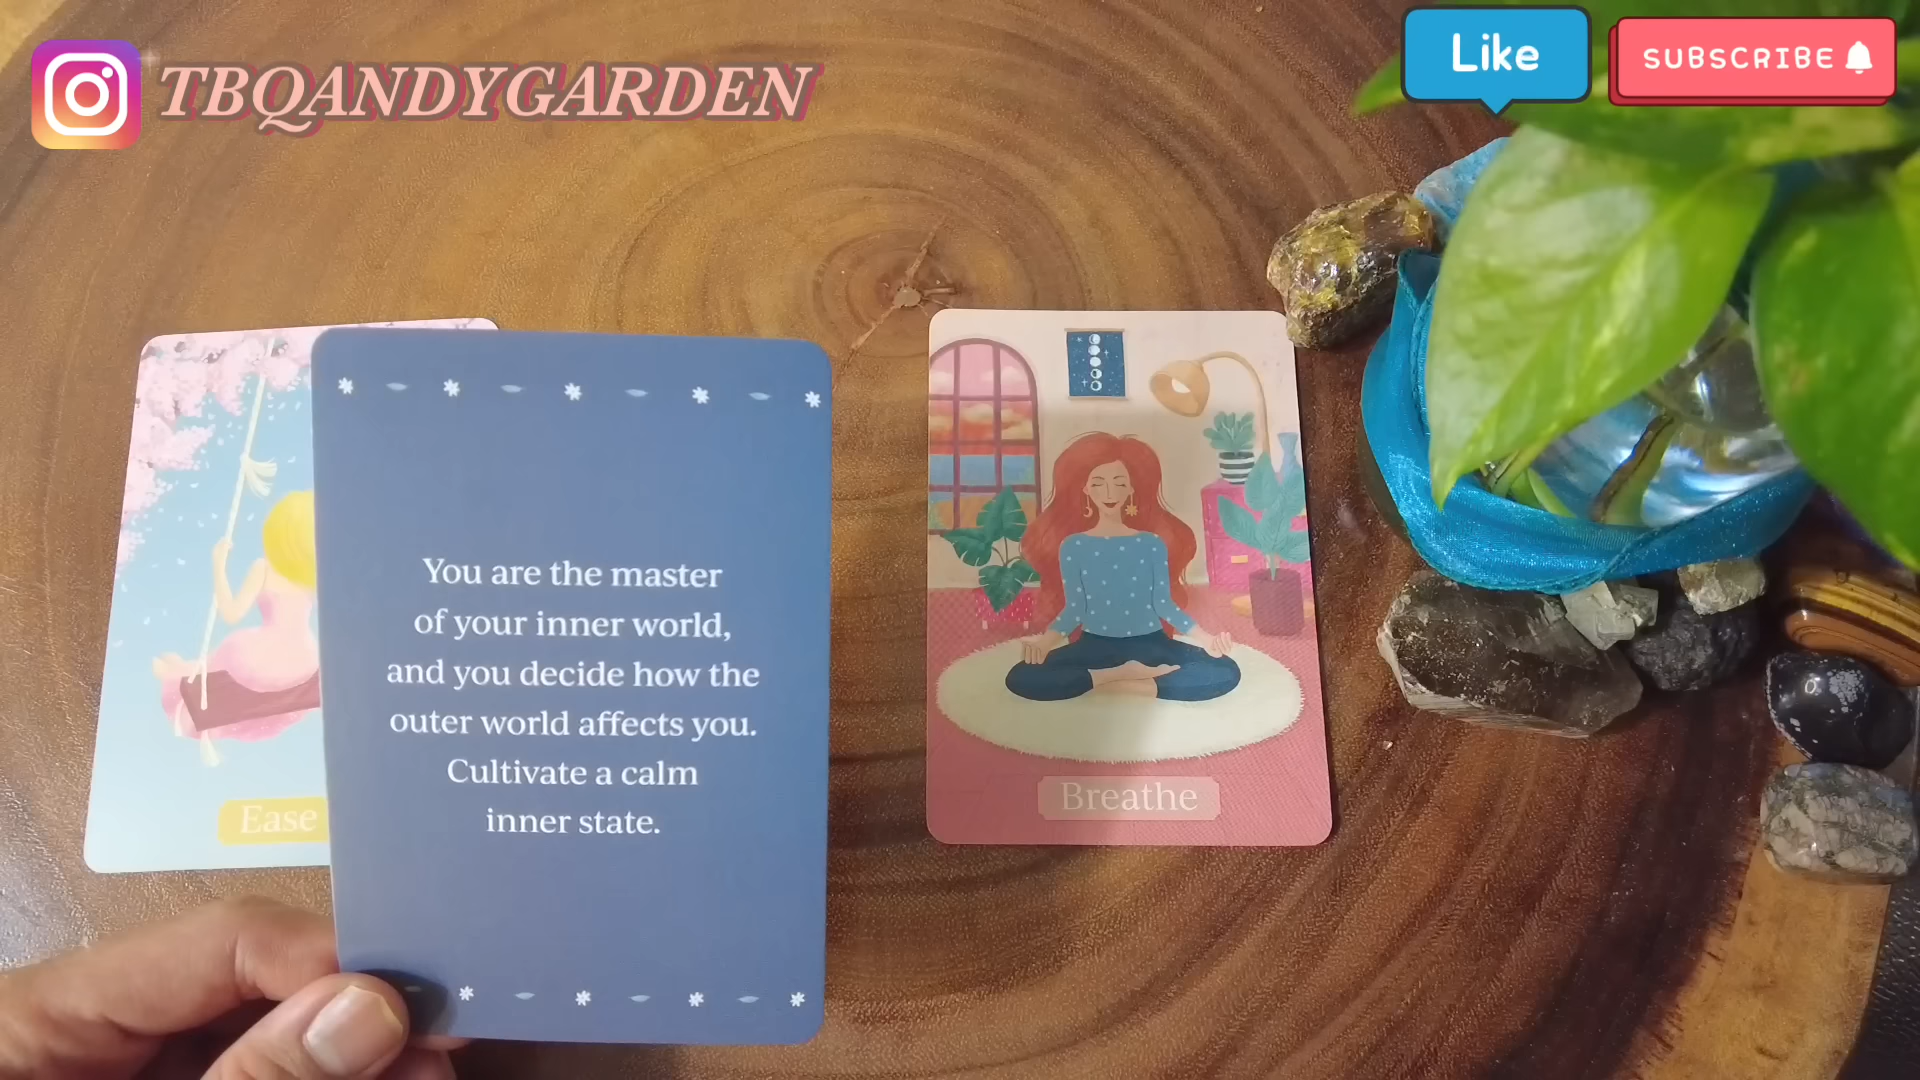 TBQANDYGARDEN
Like
SUBSCRIBE
You are the master
of your inner world,
and you decide how the
outer world affects you.
Cultivate a calm
inner state.
Ease
Breathe